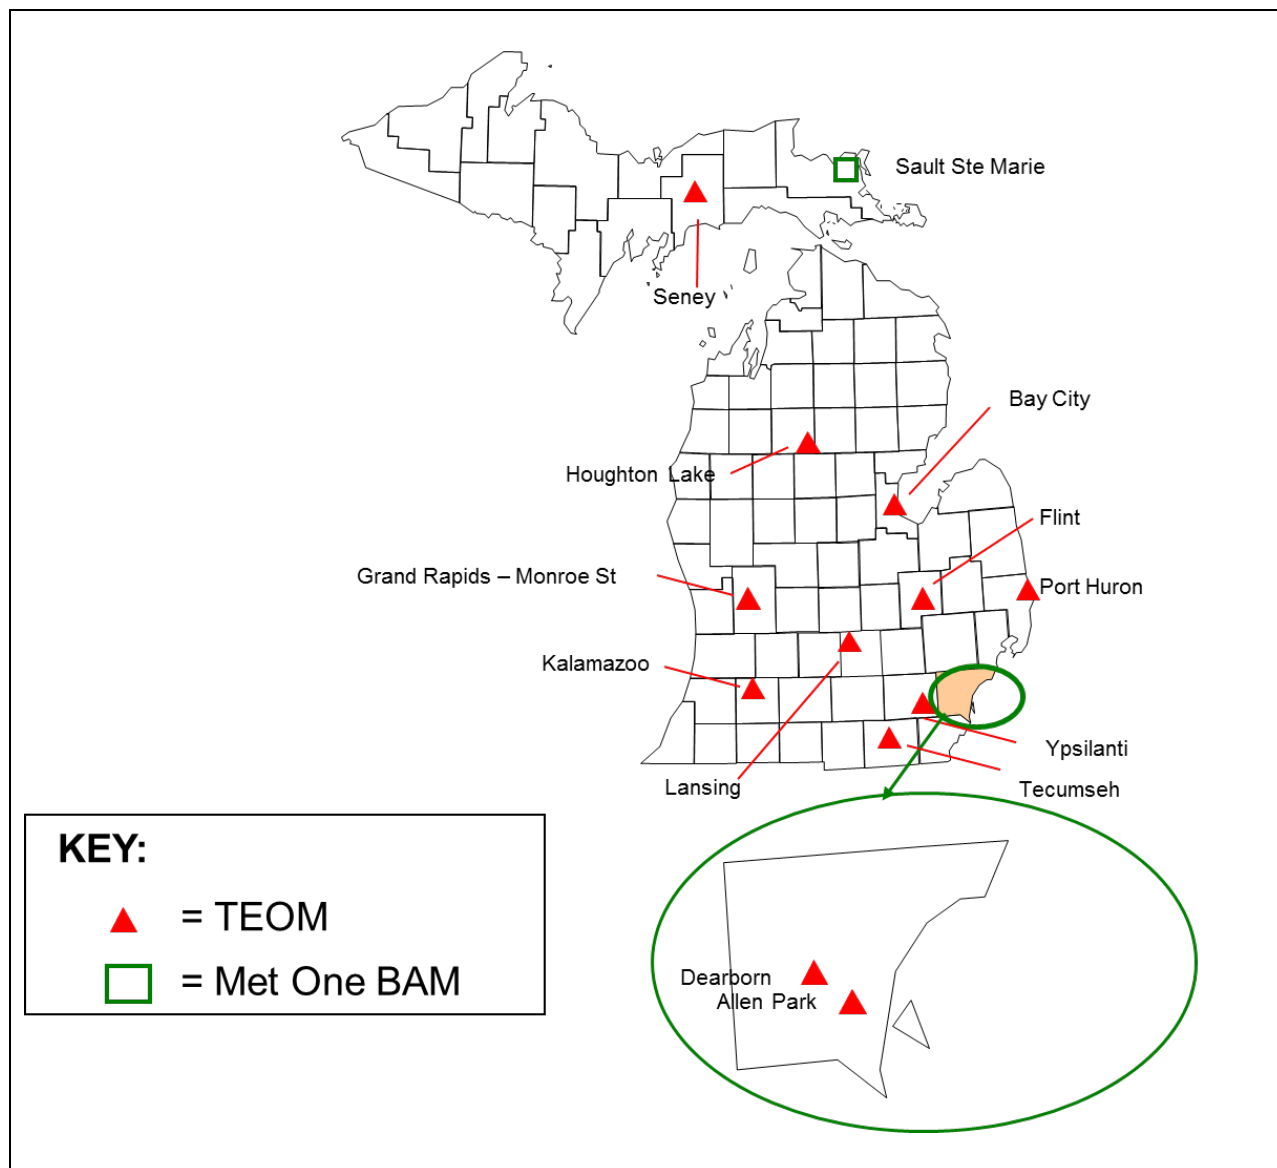 Sault Ste Marie
Seney
Bay City
Houghton Lake
Flint
Grand Rapids – Monroe St
Port Huron
Kalamazoo
Ypsilanti
Lansing
Tecumseh
KEY:
= TEOM
= Met One BAM
Dearborn
Allen Park